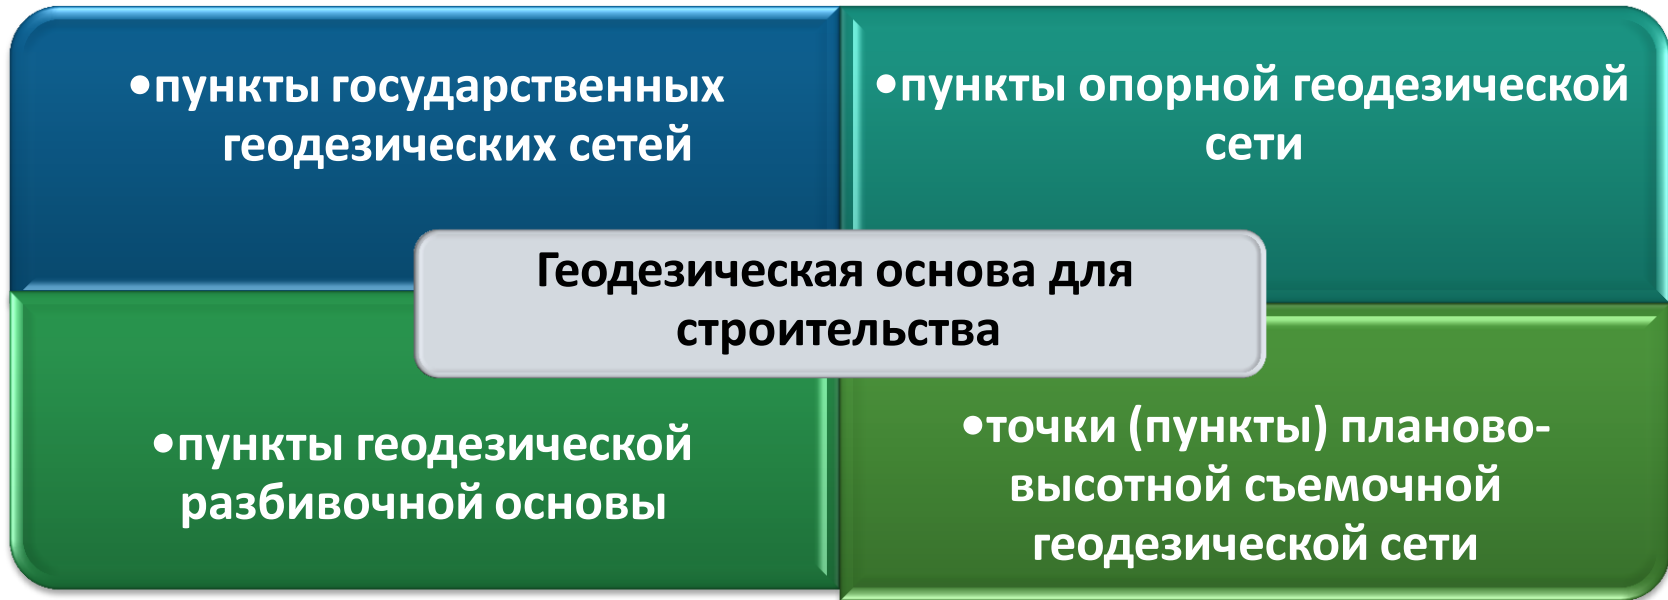 •пункты государственных
геодезических сетей
•пункты опорной геодезической
сети
Геодезическая основа для
строительства
•пункты геодезической
разбивочной основы
•точки (пункты) планово-
высотной съемочной
геодезической сети